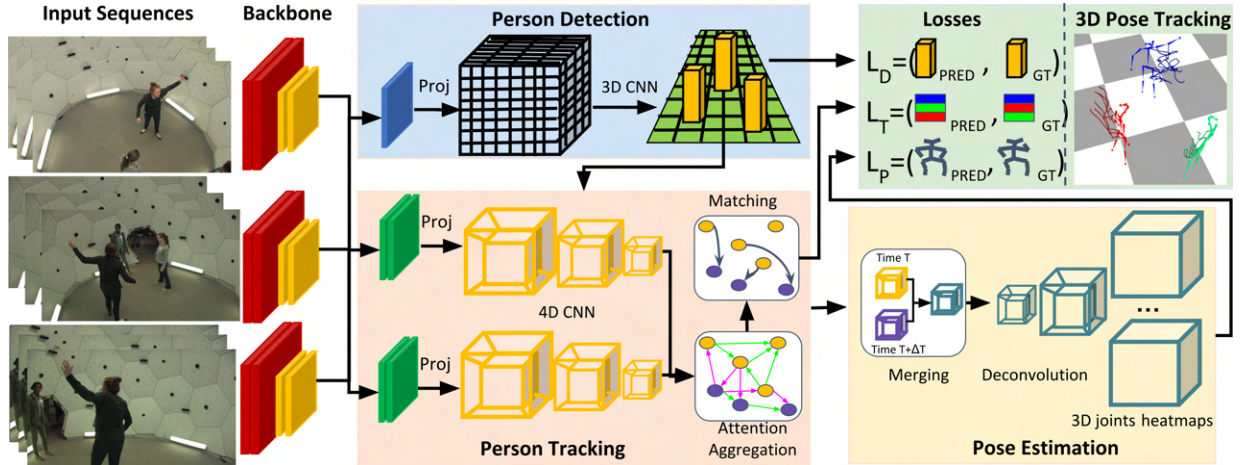 Input Sequences
Backbone
Person Detection
Proj
3D CNN
Losses
3D Pose Tracking
L_D=( PRED , GT )
L_T=( PRED , GT )
L_P=( PRED , GT )
Proj
4D CNN
Proj
Person Tracking
Matching
Attention
Aggregation
Time T
Time T+ΔT
Merging
Deconvolution
...
3D joints heatmaps
Pose Estimation